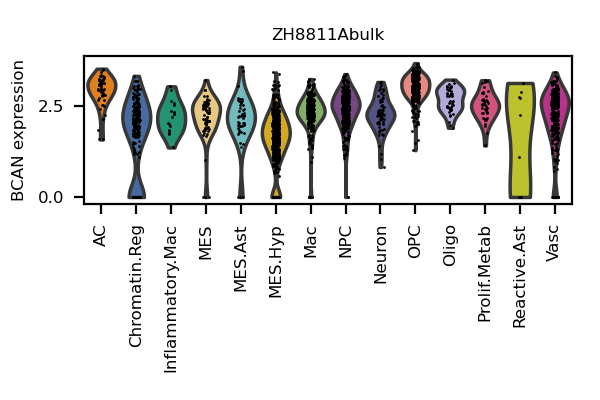 ZH8811Abulk
BCAN expression
2.5
0.0
AC
Chromatin.Reg
Inflammatory.Mac
MES
MES.Ast
MES.Hyp
Mac
NPC
Neuron
OPC
Oligo
Prolif.Metab
Reactive.Ast
Vasc